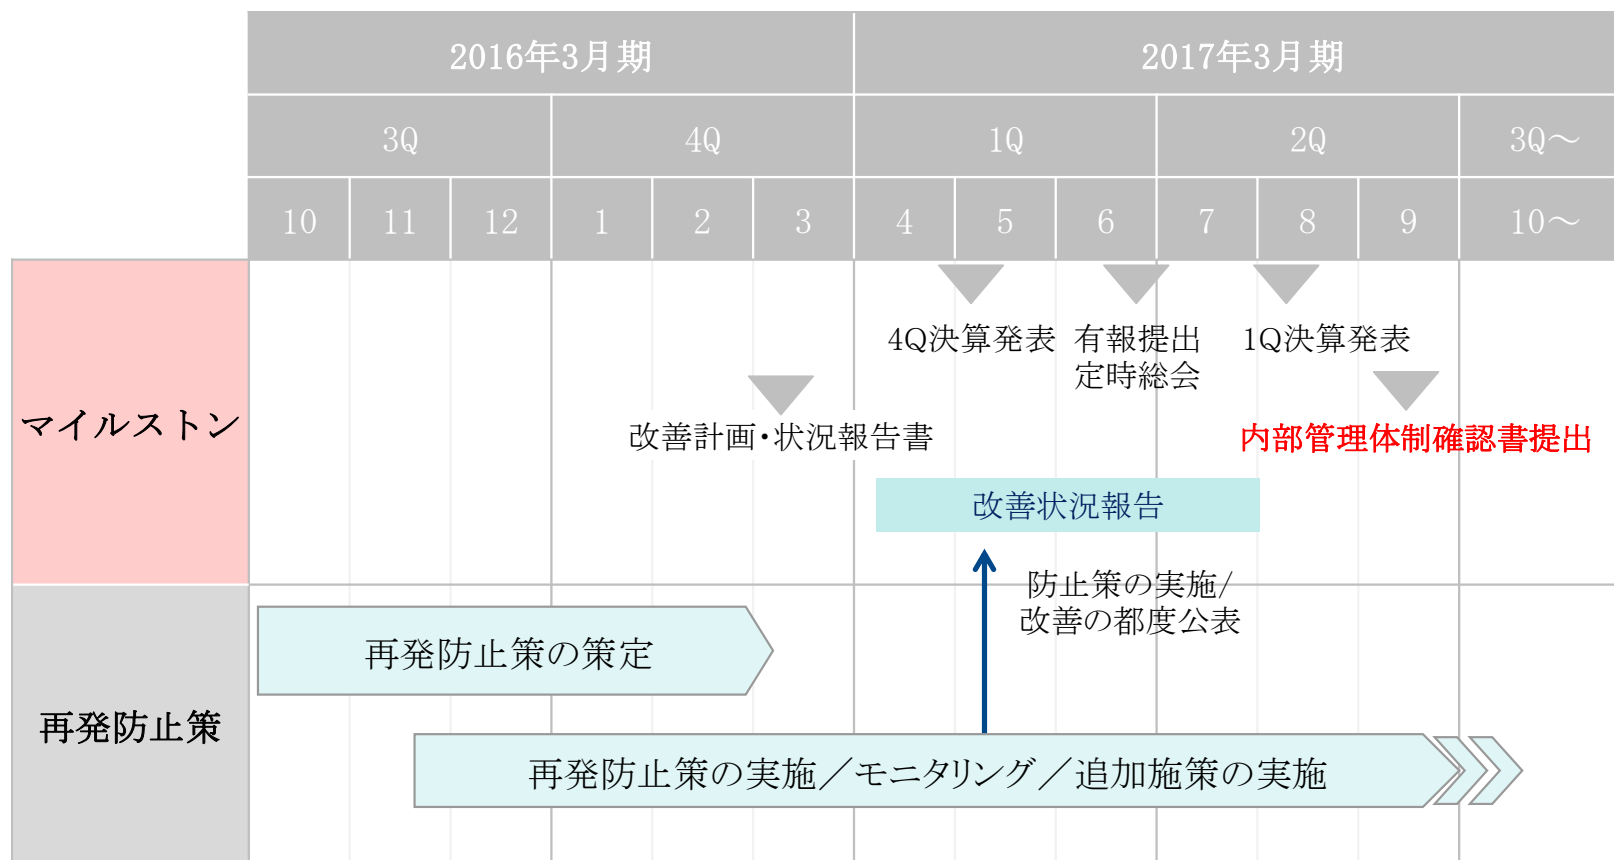 2016年3月期
2017年3月期
3Q
4Q
1Q
2Q
3Q～
10
11
12
1
2
3
4
5
6
7
8
9
10～
マイルストン
4Q決算発表
有報提出
定時総会
1Q決算発表
改善計画・状況報告書
内部管理体制確認書提出
改善状況報告
防止策の実施/
改善の都度公表
再発防止策
再発防止策の策定
再発防止策の実施／モニタリング／追加施策の実施